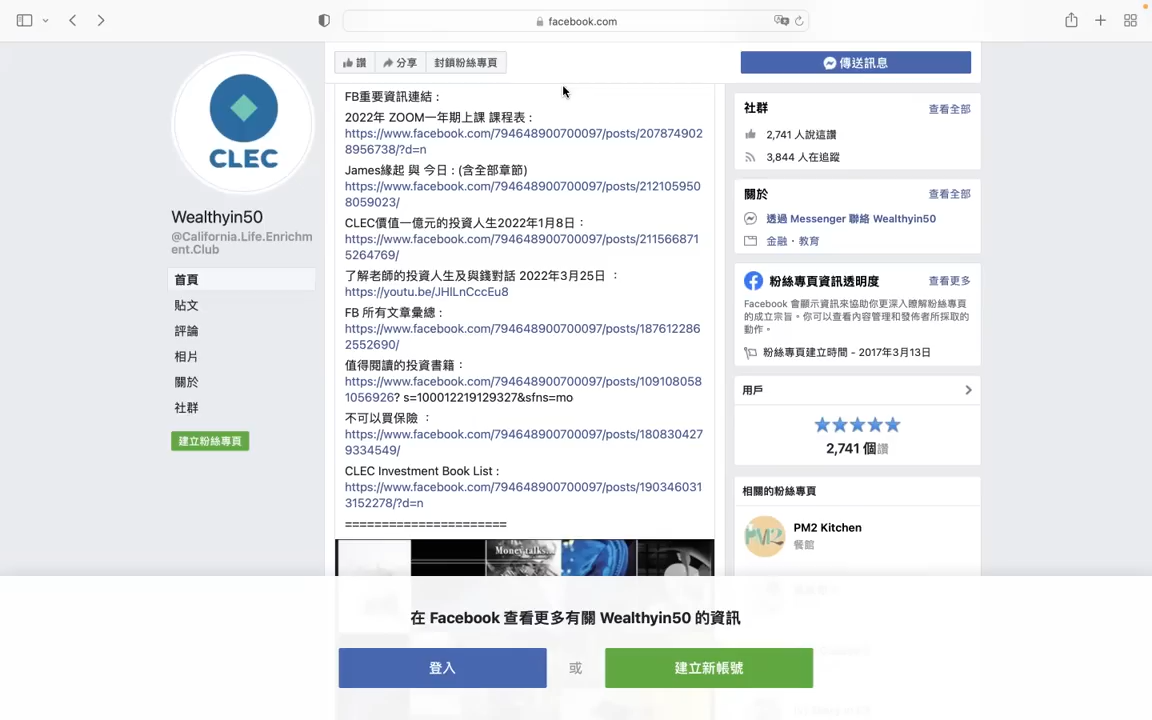 facebook.com
CLEC
Wealthyin50
@California.Life.Enrichm
ent.Club
首頁
貼文
評論
相片
關於
社群
建立粉絲專頁
讚
分享
封鎖粉絲專頁
傳送訊息
FB重要資訊連結 :
2022年 ZOOM一年期上課 課程表 :
https://www.facebook.com/794648900700097/posts/207874902
8956738/?d=n
James緣起 與 今日 : (含全部章節)
https://www.facebook.com/794648900700097/posts/212105950
8059023/
CLEC價值一億元的投資人生2022年1月8日：
https://www.facebook.com/794648900700097/posts/211566871
5264769/
了解老師的投資人生及與錢對話 2022年3月25日 ：
https://youtu.be/JHILnCccEu8
FB 所有文章彙總 :
https://www.facebook.com/794648900700097/posts/187612286
2552690/
值得閱讀的投資書籍：
https://www.facebook.com/794648900700097/posts/109108058
1056926? s=100012219129327&sfns=mo
不可以買保險 ：
https://www.facebook.com/794648900700097/posts/180830427
9334549/
CLEC Investment Book List :
https://www.facebook.com/794648900700097/posts/190346031
3152278/?d=n
======================
Money talks...
社群
查看全部
2,741 人說這讚
3,844 人在追蹤
關於
查看全部
透過 Messenger 聯絡 Wealthyin50
金融・教育
粉絲專頁資訊透明度
查看更多
Facebook 會顯示資訊來協助你更深入瞭解粉絲專頁
的成立宗旨。你可以查看內容管理和發佈者所採取的
動作。
粉絲專頁建立時間 - 2017年3月13日
用戶
2,741 個讚
相關的粉絲專頁
PM2
PM2 Kitchen
餐館
在 Facebook 查看更多有關 Wealthyin50 的資訊
登入
或
建立新帳號